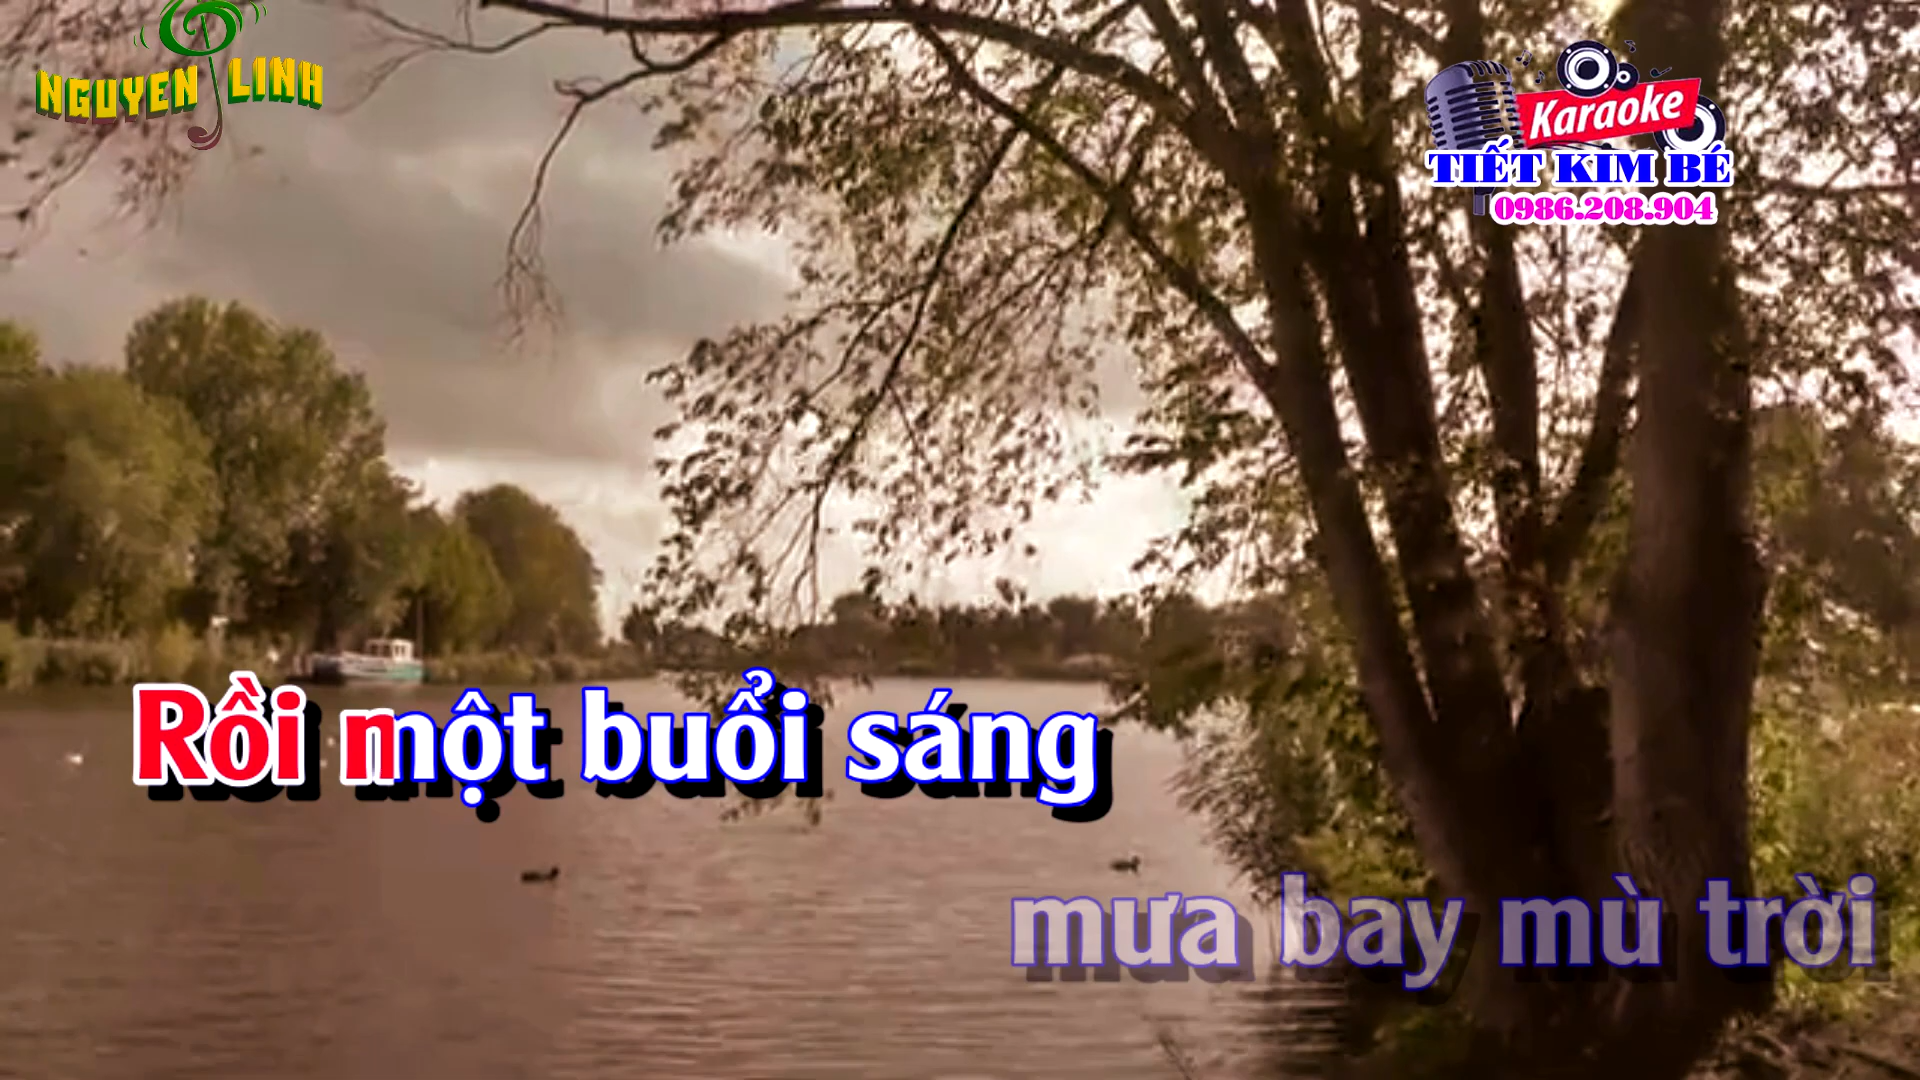 NGUYEN LINH
Karaoke
TIẾT KIM BÉ
0986.208.904
Rồi một buổi sáng
mưa bay mù trời